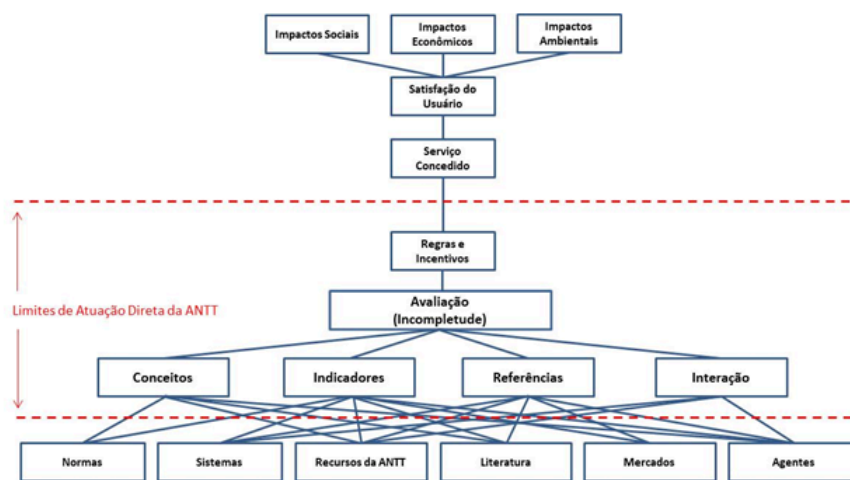 Impactos Sociais
Impactos
Econômicos
Impactos
Ambientais
Satisfação do
Usuário
Serviço
Concedido
Regras e
Incentivos
Limites de Atuação Direta da ANTT
Avaliação
(Incompletude)
Conceitos
Indicadores
Referências
Interação
Normas
Sistemas
Recursos da ANTT
Literatura
Mercados
Agentes